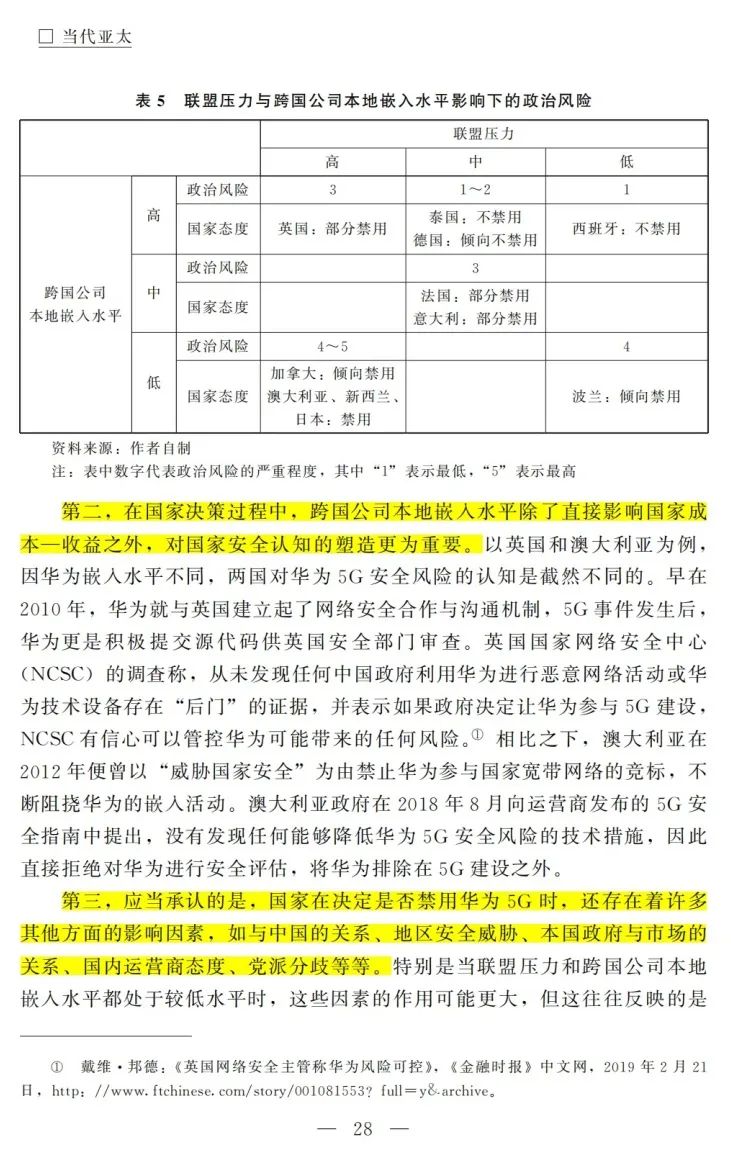 □ 当代亚太
表 5 联盟压力与跨国公司本地嵌入水平影响下的政治风险
联盟压力
高 中 低
跨国公司
本地嵌入水平
高
政治风险 3 1～2 1
国家态度 英国：部分禁用 泰国：不禁用
德国：倾向不禁用 西班牙：不禁用
中
政治风险 3
国家态度 法国：部分禁用
意大利：部分禁用
低
政治风险 4～5 4
国家态度 加拿大：倾向禁用
澳大利亚、新西兰、
日本：禁用 波兰：倾向禁用
资料来源：作者自制
注：表中数字代表政治风险的严重程度，其中“1”表示最低，“5”表示最高
第二，在国家决策过程中，跨国公司本地嵌入水平除了直接影响国家成
本—收益之外，对国家安全认知的塑造更为重要。以英国和澳大利亚为例，
因华为嵌入水平不同，两国对华为 5G 安全风险的认知是截然不同的。早在
2010 年，华为就与英国建立起了网络安全合作与沟通机制，5G 事件发生后，
华为更是积极提交源代码供英国安全部门审查。英国国家网络安全中心
（NCSC）的调查称，从未发现任何中国政府利用华为进行恶意网络活动或华
为技术设备存在“后门”的证据，并表示如果政府决定让华为参与 5G 建设，
NCSC 有信心可以管控华为可能带来的任何风险。① 相比之下，澳大利亚在
2012 年便曾以“威胁国家安全”为由禁止华为参与国家宽带网络的竞标，不
断阻挠华为的嵌入活动。澳大利亚政府在 2018 年 8 月向运营商发布的 5G 安
全指南中提出，没有发现任何能够降低华为 5G 安全风险的技术措施，因此
直接拒绝对华为进行安全评估，将华为排除在 5G 建设之外。
第三，应当承认的是，国家在决定是否禁用华为 5G 时，还存在着许多
其他方面的影响因素，如与中国的关系、地区安全威胁、本国政府与市场的
关系、国内运营商态度、党派分歧等等。特别是当联盟压力和跨国公司本地
嵌入水平都处于较低水平时，这些因素的作用可能更大，但这往往反映的是
① 戴维·邦德：《英国网络安全主管称华为风险可控》，《金融时报》中文网，2019 年 2 月 21
日，http：//www.ftchinese.com/story/001081553？full＝y&archive。
— 28 —